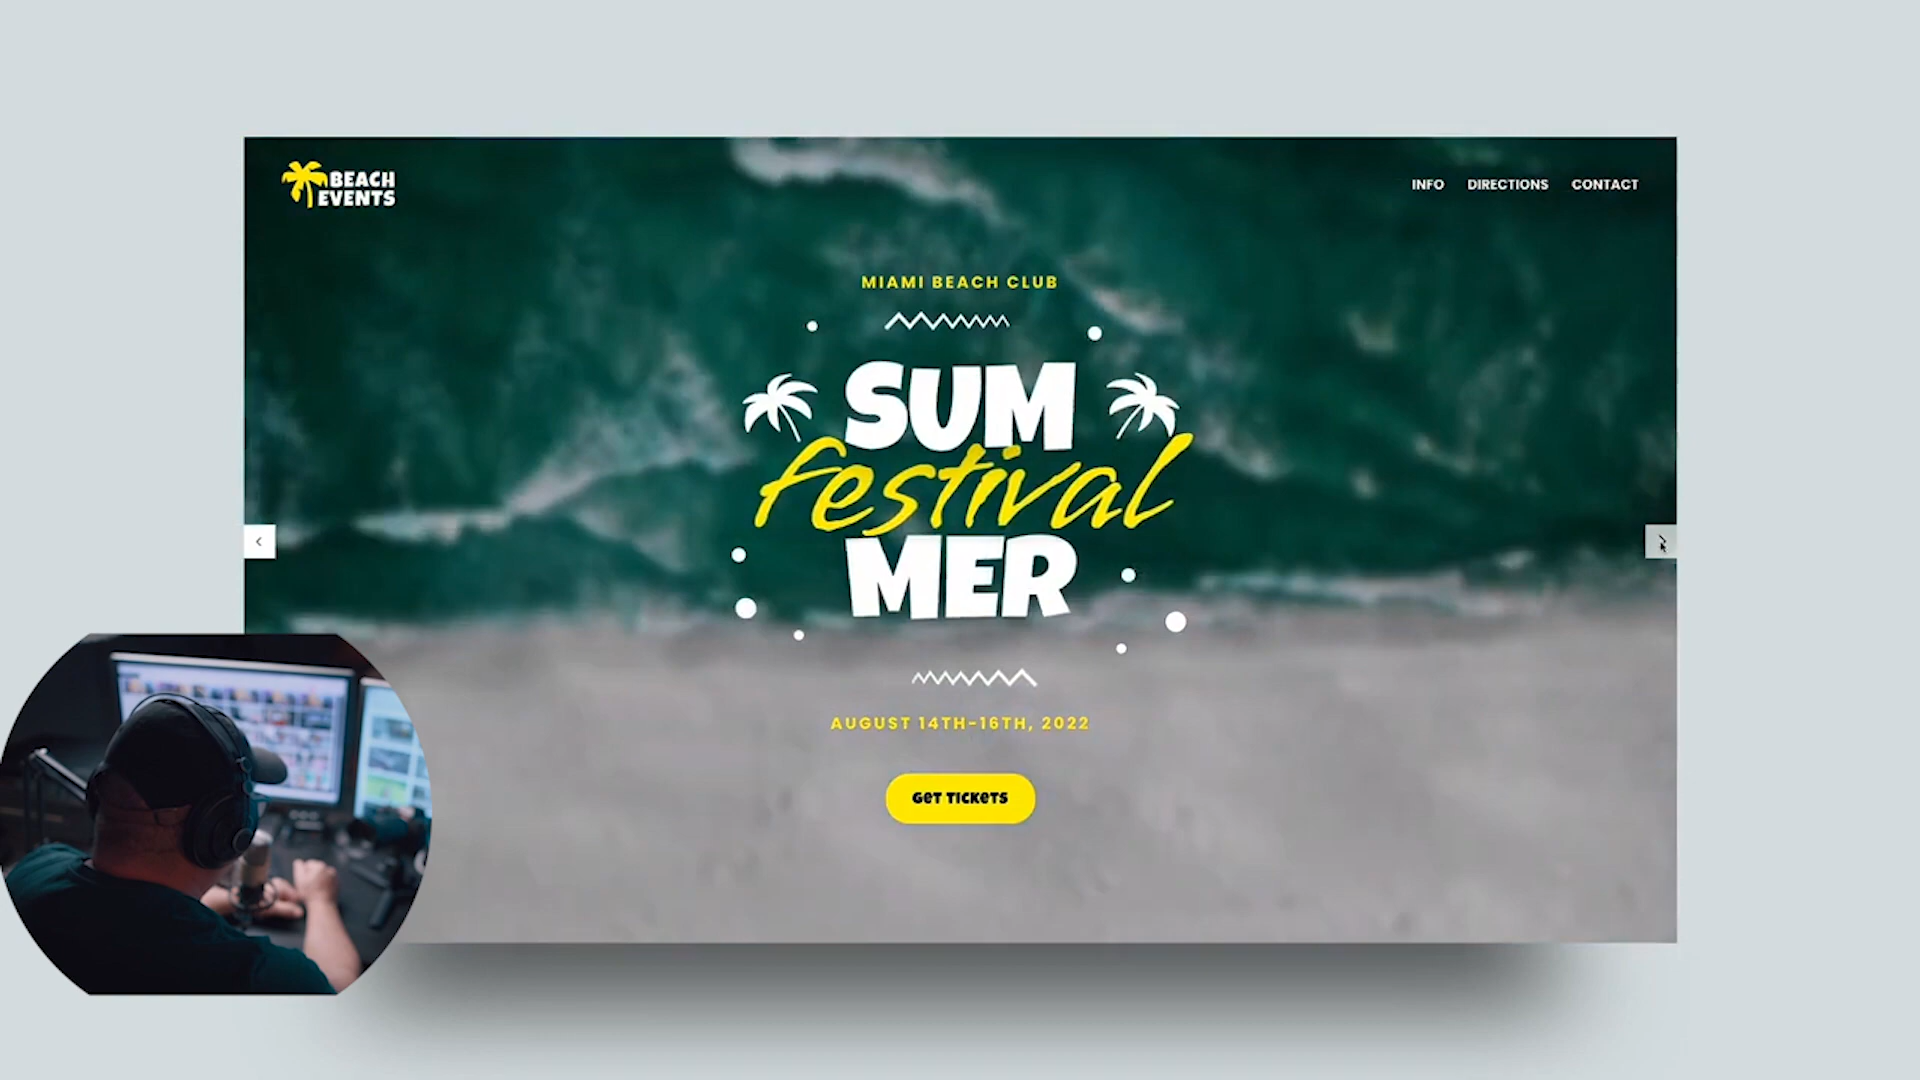 BEACH
EVENTS
INFO DIRECTIONS CONTACT
MIAMI BEACH CLUB
SUM
festival
MER
AUGUST 14TH-16TH, 2022
GET TICKETS